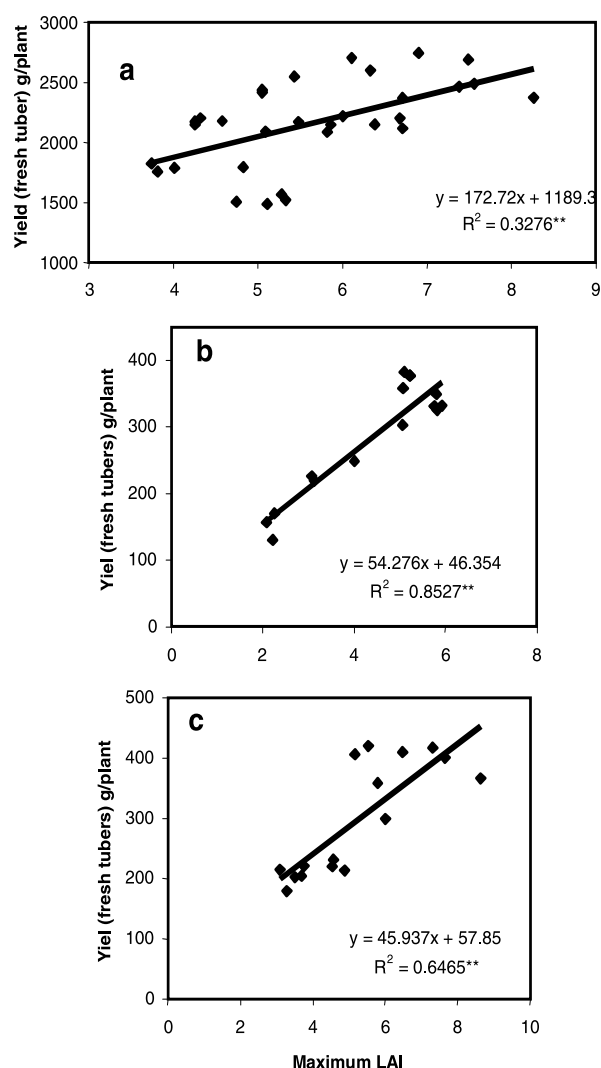 3000
2500
2000
1500
1000
Yield (fresh tuber) g/plant
a
y = 172.72x + 1189.3
R² = 0.3276**
3 4 5 6 7 8 9
400
300
200
100
0
Yiel (fresh tubers) g/plant
b
y = 54.276x + 46.354
R² = 0.8527**
0 2 4 6 8
500
400
300
200
100
0
Yiel (fresh tubers) g/plant
c
y = 45.937x + 57.85
R² = 0.6465**
0 2 4 6 8 10
Maximum LAI